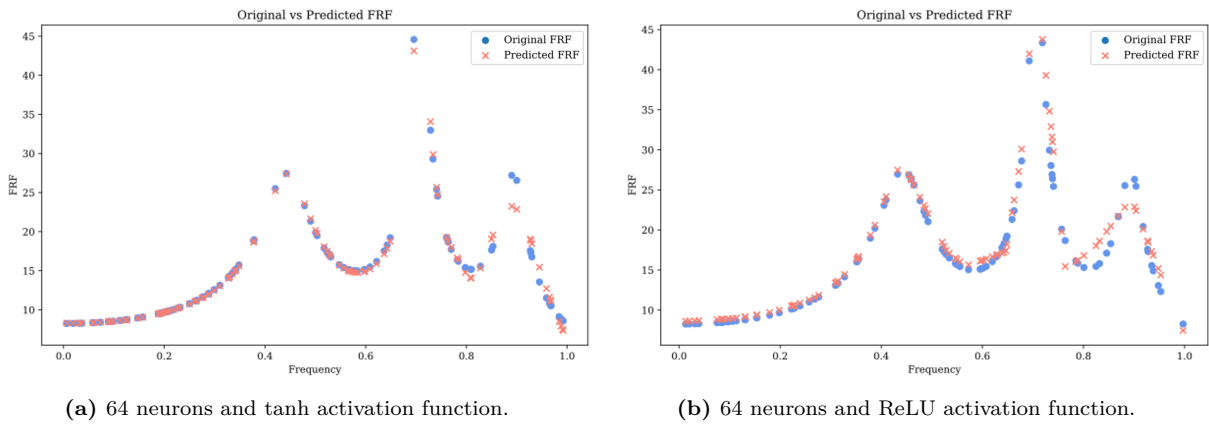 Original vs Predicted FRF
45
40
35
30
25
20
15
10
FRF
0.0 0.2 0.4 0.6 0.8 1.0
Frequency
Original FRF
Predicted FRF
(a) 64 neurons and tanh activation function.
Original vs Predicted FRF
45
40
35
30
25
20
15
10
FRF
0.0 0.2 0.4 0.6 0.8 1.0
Frequency
Original FRF
Predicted FRF
(b) 64 neurons and ReLU activation function.